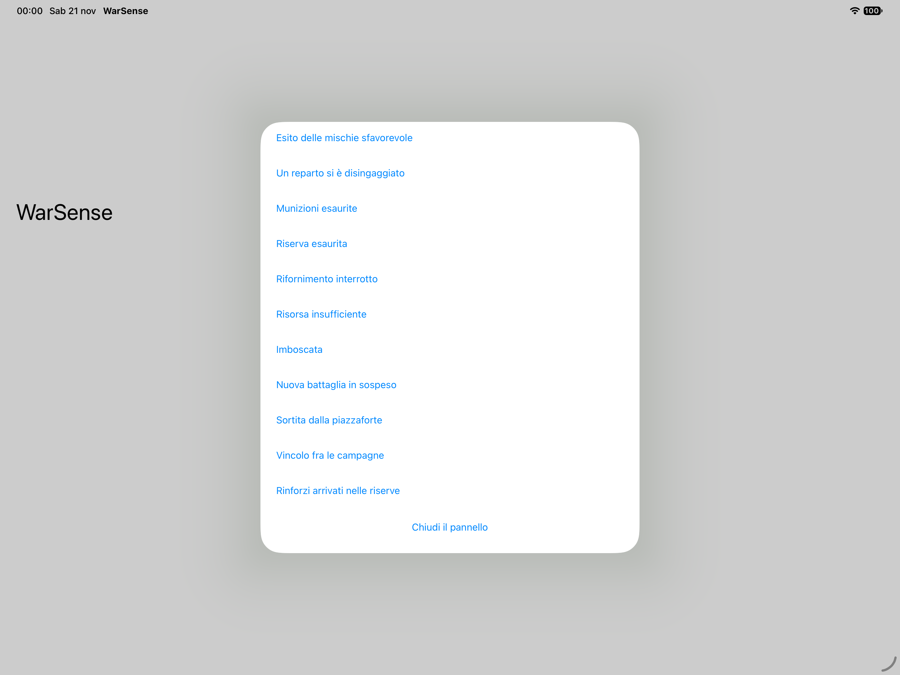 00:00 Sab 21 nov WarSense 100
WarSense
Esito delle mischie sfavorevole
Un reparto si è disingaggiato
Munizioni esaurite
Riserva esaurita
Rifornimento interrotto
Risorsa insufficiente
Imboscata
Nuova battaglia in sospeso
Sortita dalla piazzaforte
Vincolo fra le campagne
Rinforzi arrivati nelle riserve
Chiudi il pannello